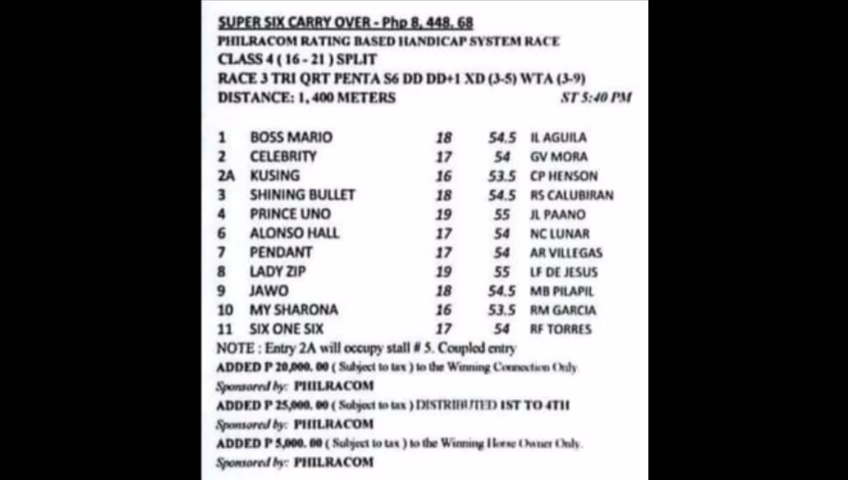 SUPER SIX CARRY OVER - Php 8, 448. 68
PHILRACOM RATING BASED HANDICAP SYSTEM RACE
CLASS 4 ( 16 - 21 ) SPLIT
RACE 3 TRI QRT PENTA S6 DD DD+1 XD (3-5) WTA (3-9)
DISTANCE: 1, 400 METERS ST 5:40 PM
1 BOSS MARIO 18 54.5 IL AGUILA
2 CELEBRITY 17 54 GV MORA
2A KUSING 16 53.5 CP HENSON
3 SHINING BULLET 18 54.5 RS CALUBIRAN
4 PRINCE UNO 19 55 JL PAANO
6 ALONSO HALL 17 54 NC LUNAR
7 PENDANT 17 54 AR VILLEGAS
8 LADY ZIP 19 55 LF DE JESUS
9 JAWO 18 54.5 MB PILAPIL
10 MY SHARONA 16 53.5 RM GARCIA
11 SIX ONE SIX 17 54 RF TORRES
NOTE : Entry 2A will occupy stall # 5. Coupled entry
ADDED P 20,000. 00 ( Subject to tax ) to the Winning Connection Only
Sponsored by: PHILRACOM
ADDED P 25,000. 00 ( Subject to tax ) DISTRIBUTED 1ST TO 4TH
Sponsored by: PHILRACOM
ADDED P 5,000. 00 ( Subject to tax ) to the Winning Horse Owner Only.
Sponsored by: PHILRACOM